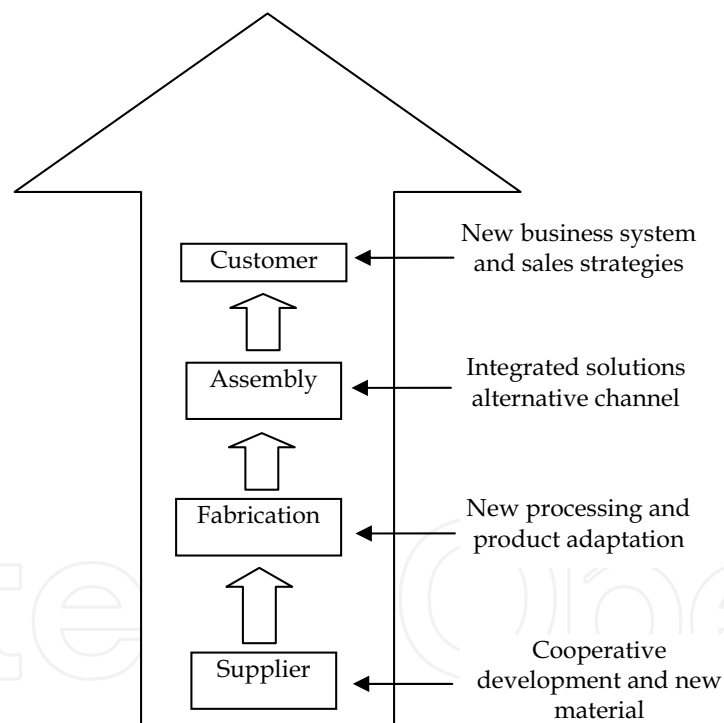 Customer
New business system
and sales strategies
Assembly
Integrated solutions
alternative channel
Fabrication
New processing and
product adaptation
Supplier
Cooperative
development and new
material